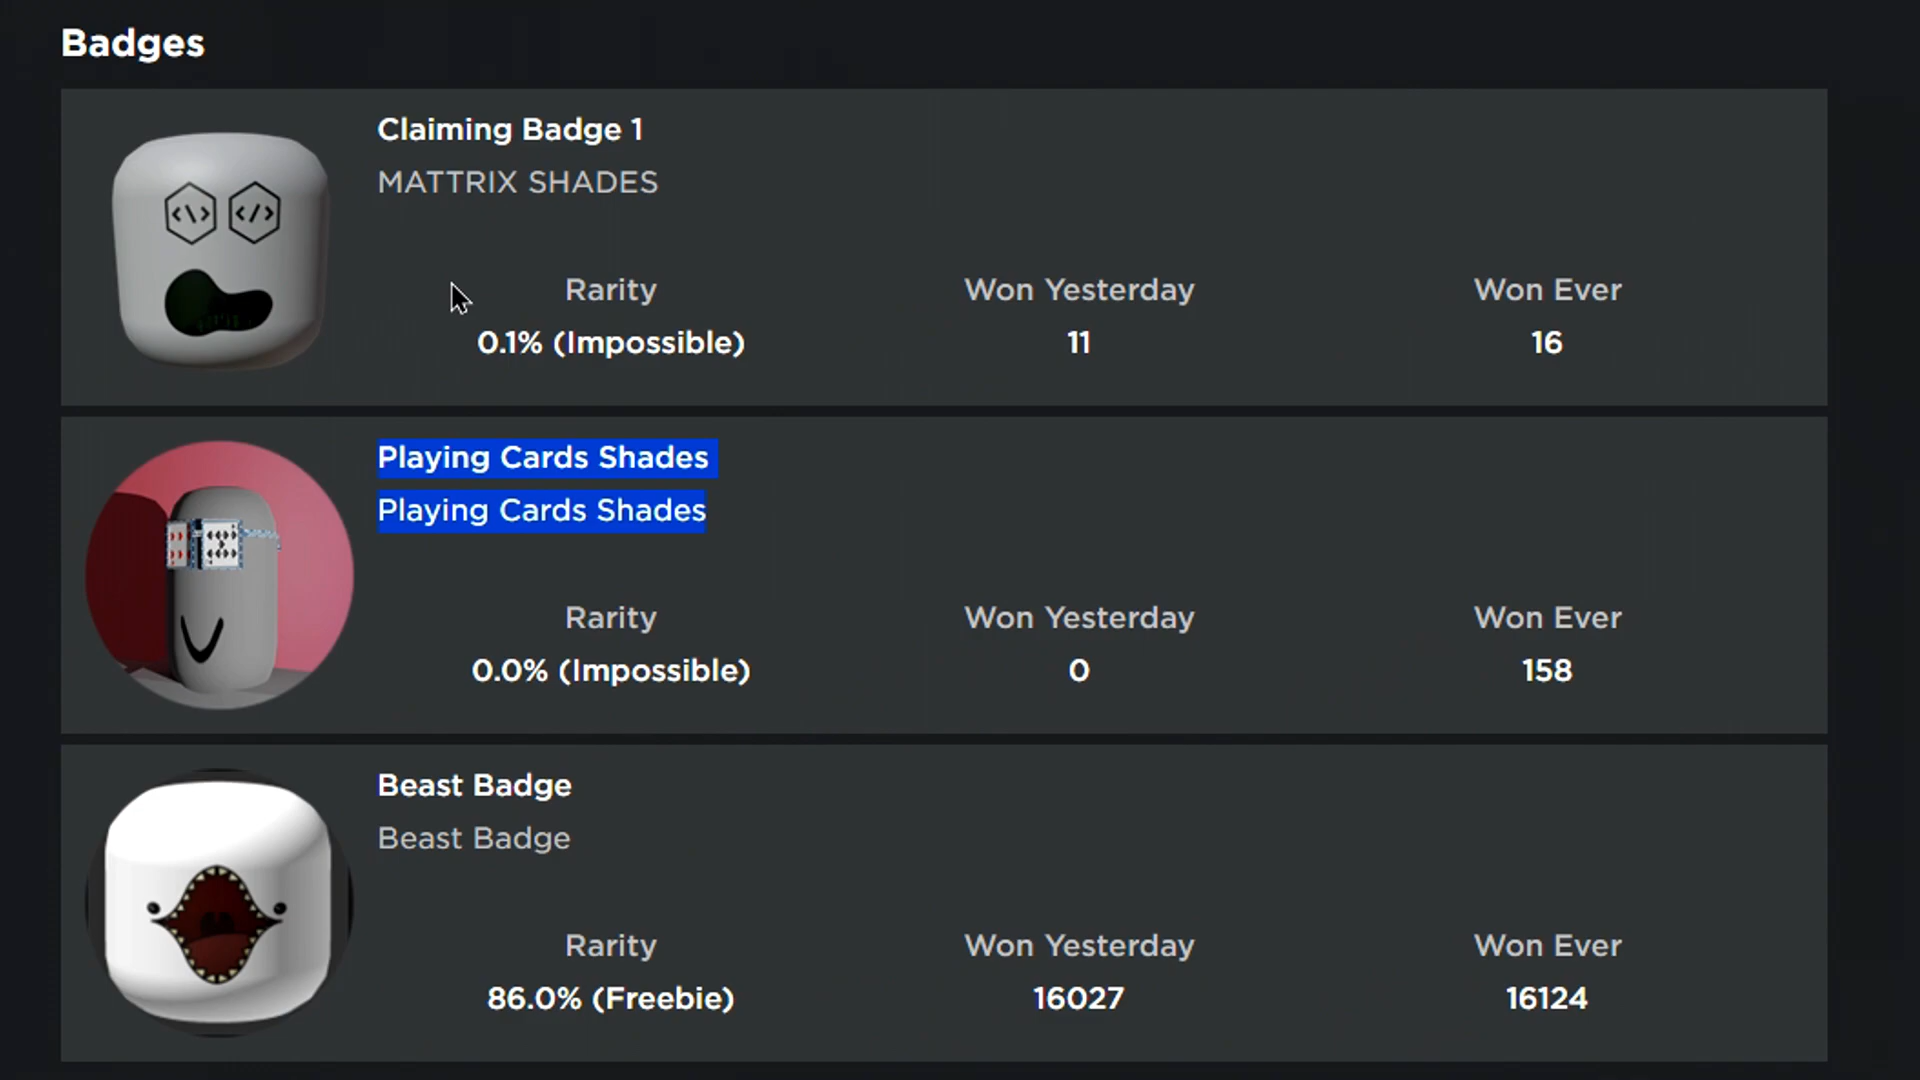 Badges
Claiming Badge 1
MATTRIX SHADES
Rarity Won Yesterday Won Ever
0.1% (Impossible) 11 16
Playing Cards Shades
Playing Cards Shades
Rarity Won Yesterday Won Ever
0.0% (Impossible) 0 158
Beast Badge
Beast Badge
Rarity Won Yesterday Won Ever
86.0% (Freebie) 16027 16124